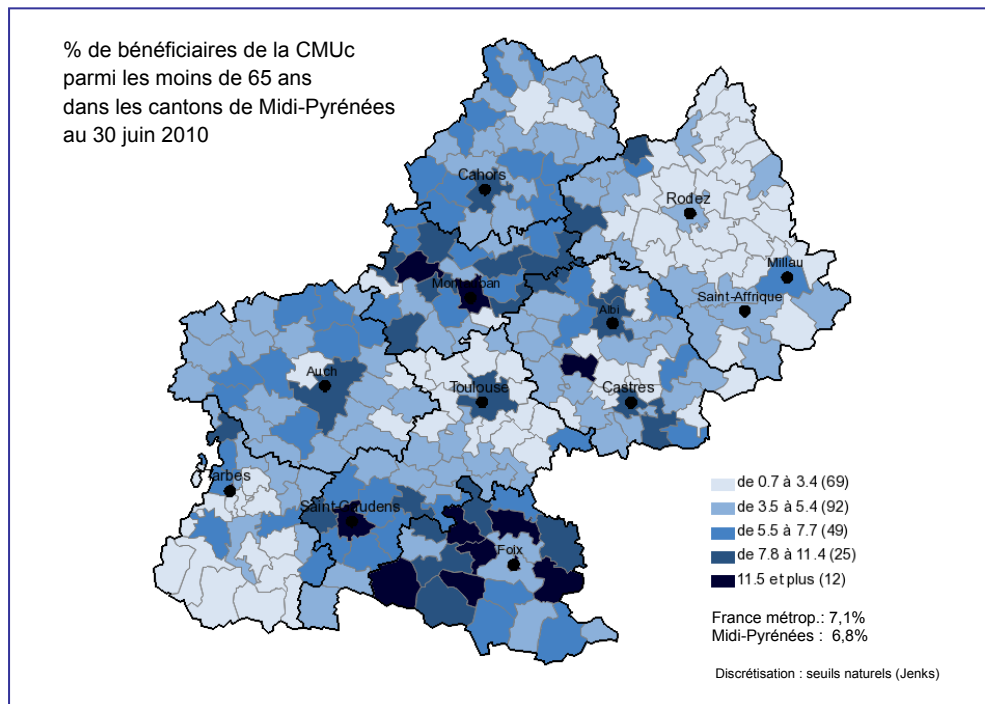 % de bénéficiaires de la CMUc
parmi les moins de 65 ans
dans les cantons de Midi-Pyrénées
au 30 juin 2010
Cahors
Rodez
Millau
Montauban
Saint-Affrique
Albi
Auch
Toulouse
Castres
Tarbes
Saint-Gaudens
Foix
de 0.7 à 3.4 (69)
de 3.5 à 5.4 (92)
de 5.5 à 7.7 (49)
de 7.8 à 11.4 (25)
11.5 et plus (12)
France métrop.: 7,1%
Midi-Pyrénées : 6,8%
Discrétisation : seuils naturels (Jenks)